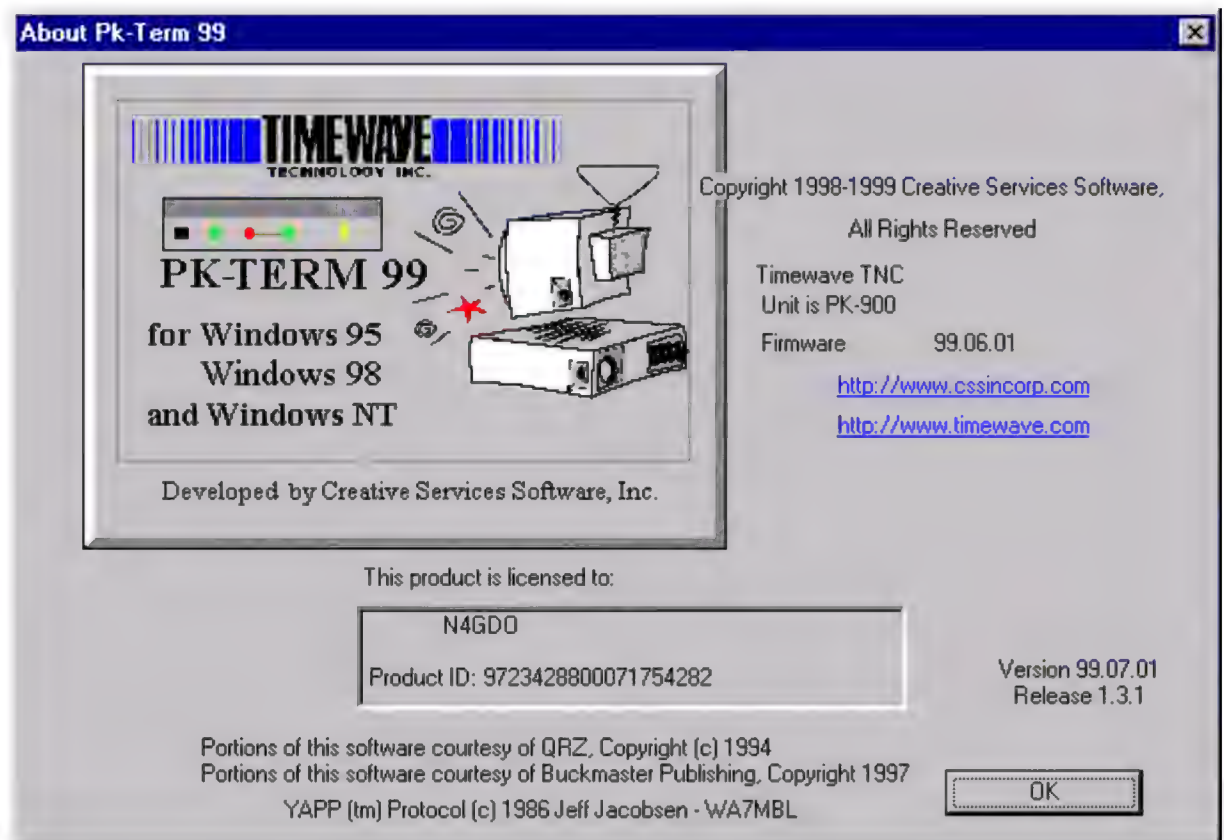 About Pk-Term 99
TIMEWAVE
TECHNOLOGY INC.
PK-TERM 99
for Windows 95
Windows 98
and Windows NT
Developed by Creative Services Software, Inc.
Copyright 1998-1999 Creative Services Software,
All Rights Reserved
Timewave TNC
Unit is PK-900
Firmware 99.06.01
http://www.cssincorp.com
http://www.timewave.com
This product is licensed to:
N4GDO
Product ID: 9723428800071754282
Version 99.07.01
Release 1.3.1
Portions of this software courtesy of QRZ, Copyright (c) 1994
Portions of this software courtesy of Buckmaster Publishing, Copyright 1997
YAPP (tm) Protocol (c) 1986 Jeff Jacobsen - WA7MBL
OK